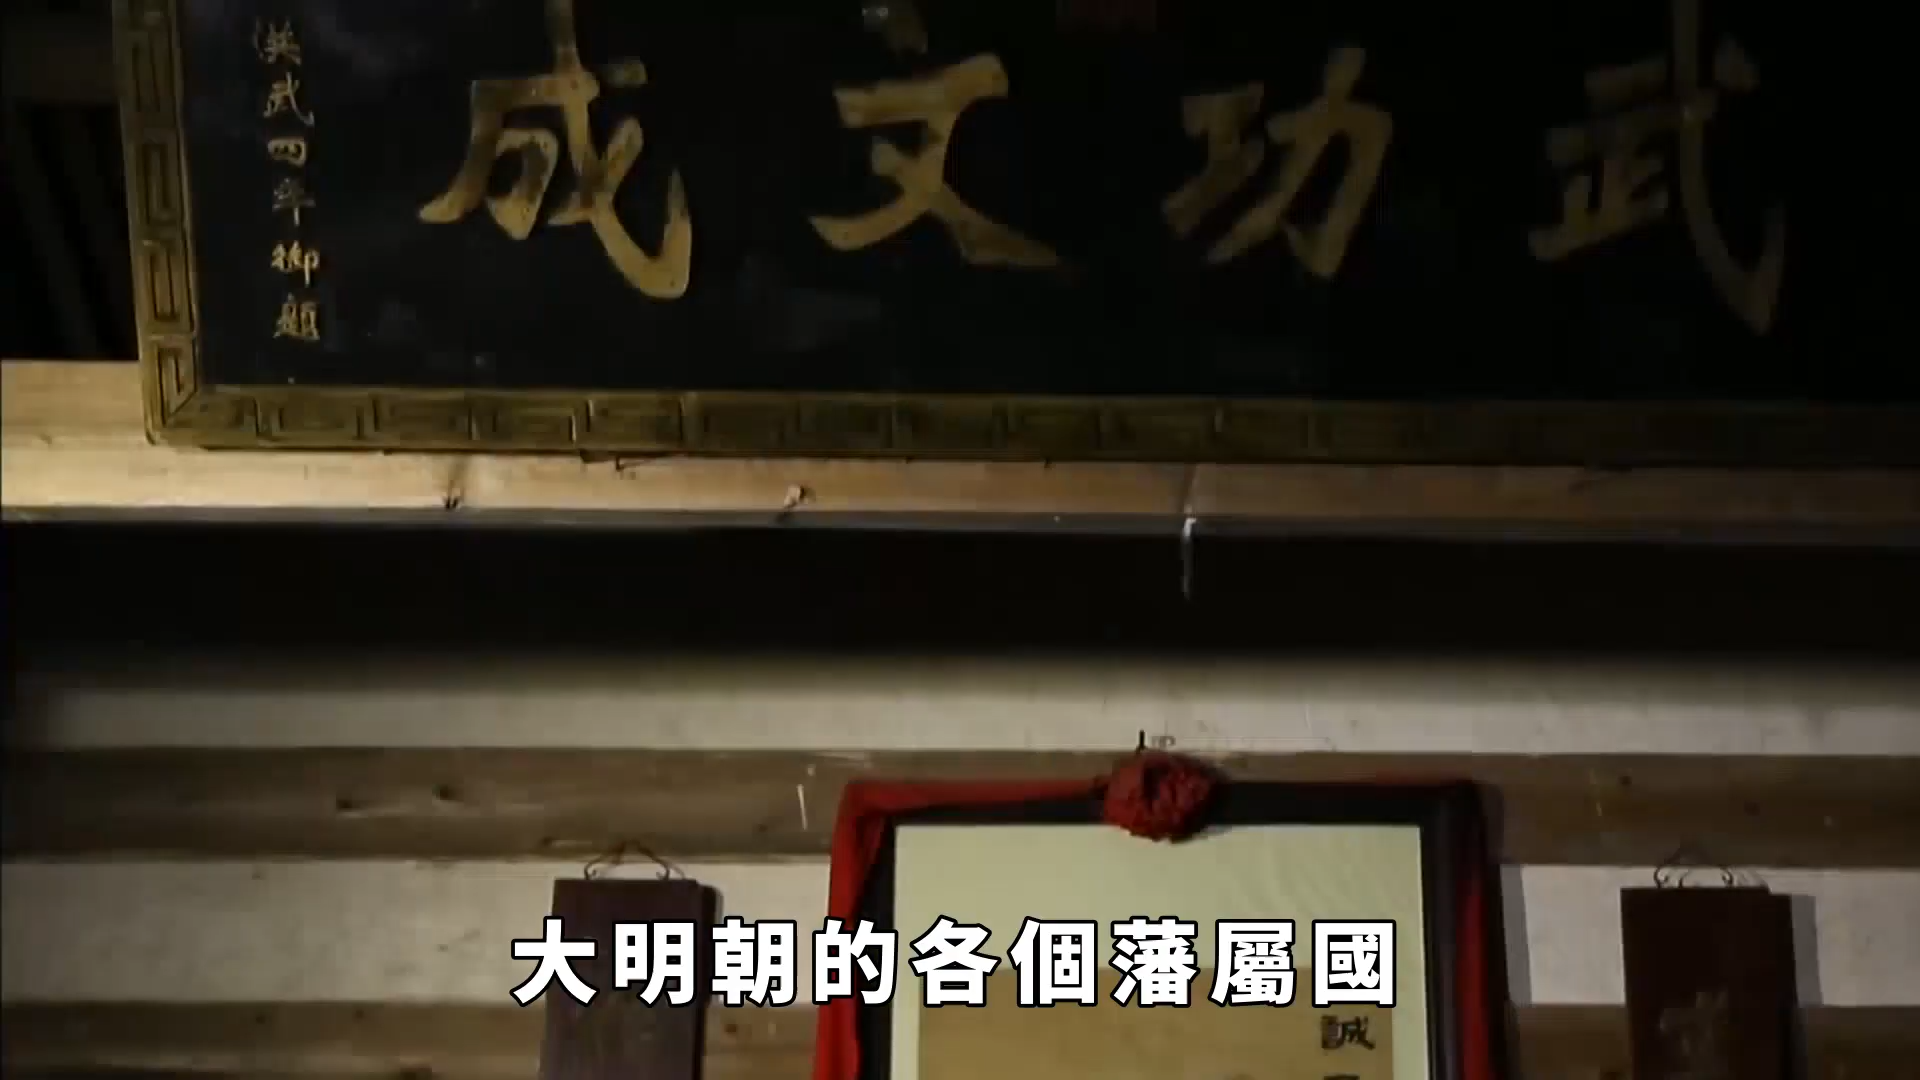 武功文成
洪武四年御題
誠
大明朝的各個藩屬國